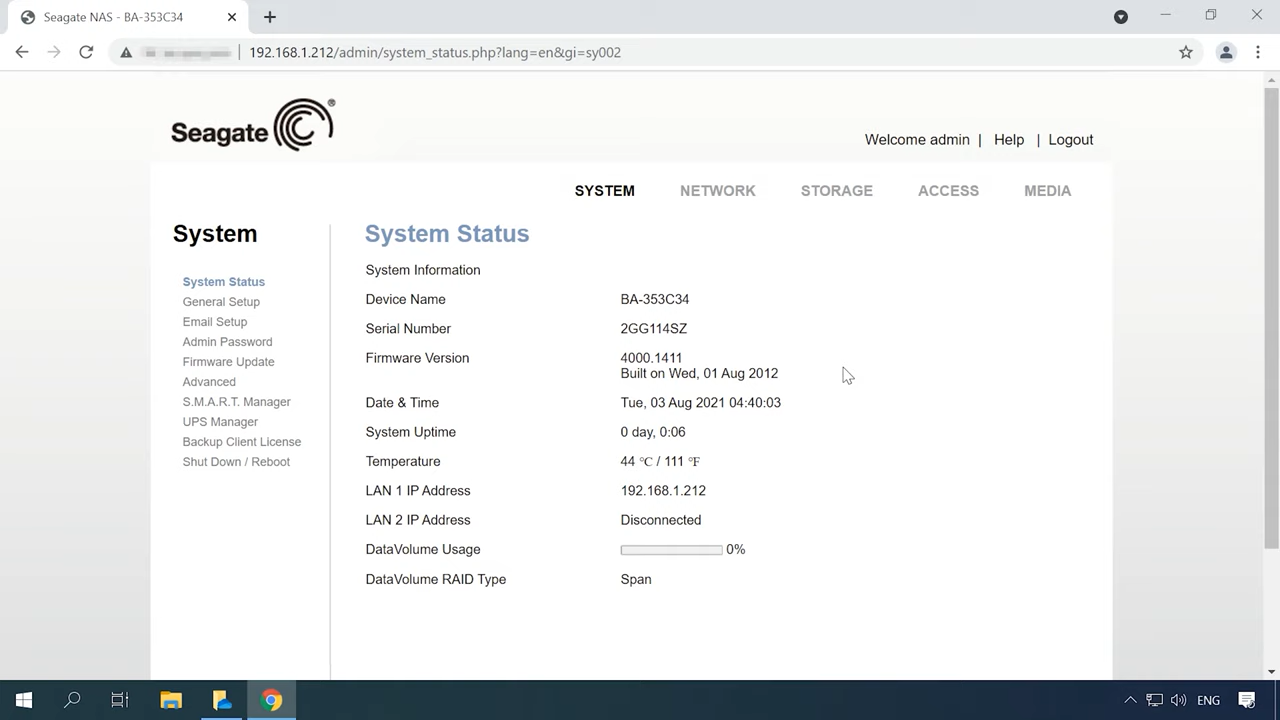 Seagate NAS - BA-353C34
192.168.1.212/admin/system_status.php?lang=en&gi=sy002
Seagate®
Welcome admin | Help | Logout
SYSTEM NETWORK STORAGE ACCESS MEDIA
System
System Status
General Setup
Email Setup
Admin Password
Firmware Update
Advanced
S.M.A.R.T. Manager
UPS Manager
Backup Client License
Shut Down / Reboot
System Status
System Information
Device Name BA-353C34
Serial Number 2GG114SZ
Firmware Version 4000.1411
Built on Wed, 01 Aug 2012
Date & Time Tue, 03 Aug 2021 04:40:03
System Uptime 0 day, 0:06
Temperature 44 °C / 111 °F
LAN 1 IP Address 192.168.1.212
LAN 2 IP Address Disconnected
DataVolume Usage 0%
DataVolume RAID Type Span
ENG